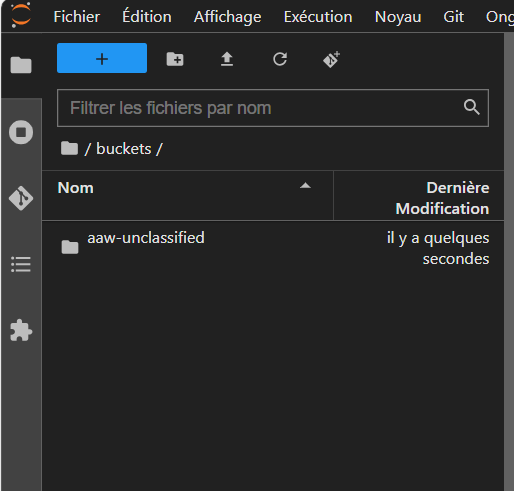 Fichier Édition Affichage Exécution Noyau Git
Filtrer les fichiers par nom
/ buckets /
Nom Dernière
Modification
aaw-unclassified il y a quelques
secondes